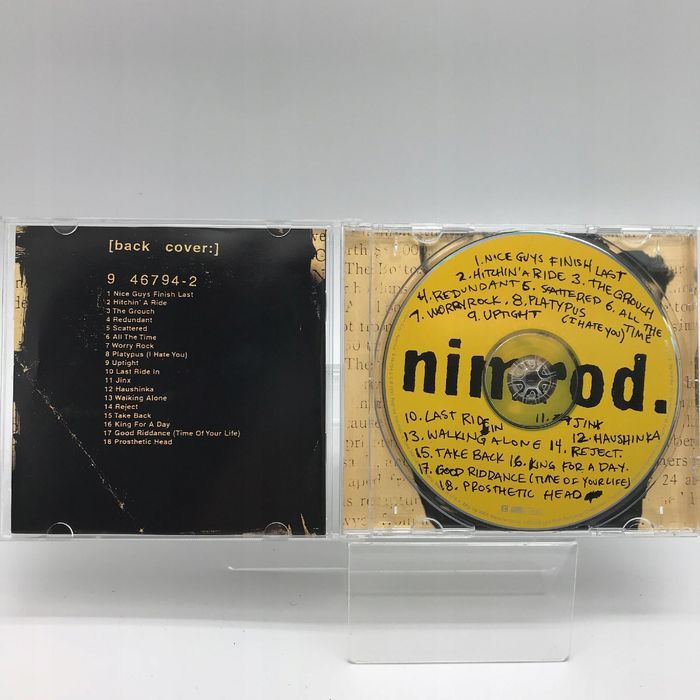 [back cover:]
9 46794-2
1 Nice Guys Finish Last
2 Hitchin' A Ride
3 The Grouch
4 Redundant
5 Scattered
6 All The Time
7 Worry Rock
8 Platypus (I Hate You)
9 Uptight
10 Last Ride In
11 Jinx
12 Haushinka
13 Walking Alone
14 Reject
15 Take Back
16 King For A Day
17 Good Riddance (Time Of Your Life)
18 Prosthetic Head
1. NICE GUYS FINISH LAST
2. HITCHIN' A RIDE 3. THE GROUCH
4. REDUNDANT 5. SCATTERED 6. ALL THE TIME
7. WORRYROCK. 8. PLATYPUS (I HATE YOU)
9. UPTIGHT
nimrod.
10. LAST RIDE IN
11. JINX
12. HAUSHINKA
13. WALKING ALONE 14. REJECT.
15. TAKE BACK 16. KING FOR A DAY.
17. GOOD RIDDANCE (TIME OF YOUR LIFE)
18. PROSTHETIC HEAD